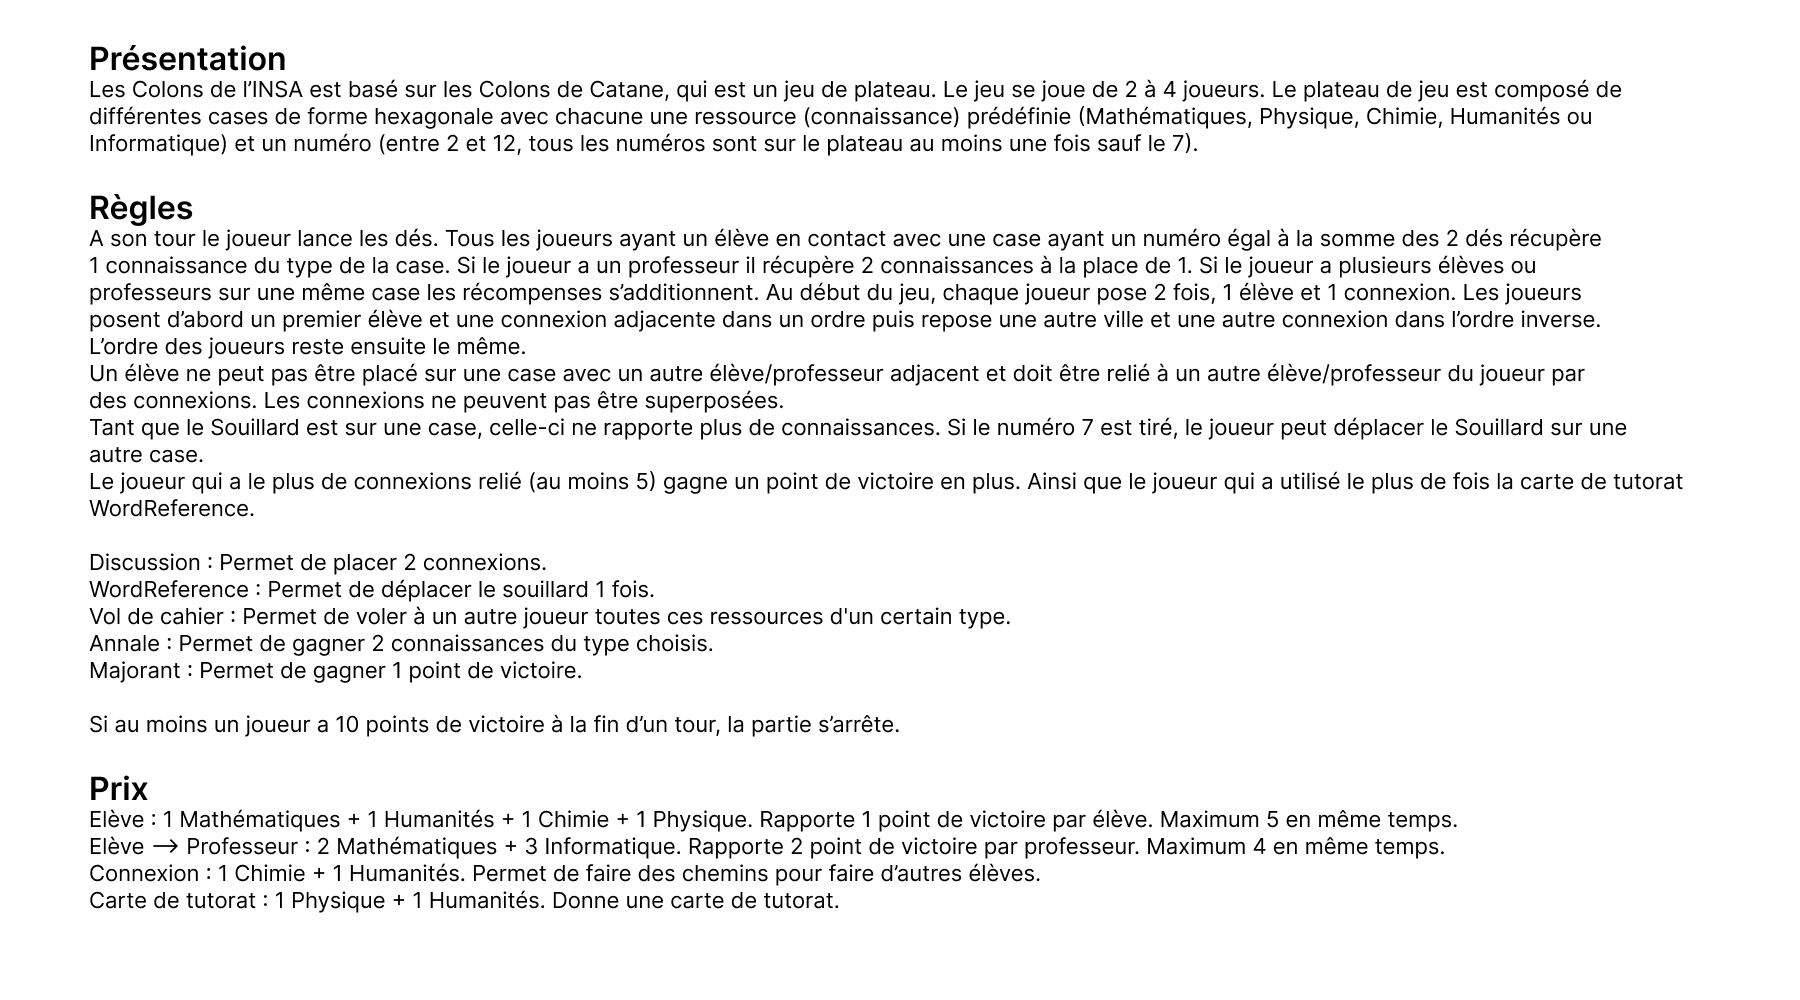 Présentation
Les Colons de l’INSA est basé sur les Colons de Catane, qui est un jeu de plateau. Le jeu se joue de 2 à 4 joueurs. Le plateau de jeu est composé de
différentes cases de forme hexagonale avec chacune une ressource (connaissance) prédéfinie (Mathématiques, Physique, Chimie, Humanités ou
Informatique) et un numéro (entre 2 et 12, tous les numéros sont sur le plateau au moins une fois sauf le 7).
Règles
A son tour le joueur lance les dés. Tous les joueurs ayant un élève en contact avec une case ayant un numéro égal à la somme des 2 dés récupère
1 connaissance du type de la case. Si le joueur a un professeur il récupère 2 connaissances à la place de 1. Si le joueur a plusieurs élèves ou
professeurs sur une même case les récompenses s’additionnent. Au début du jeu, chaque joueur pose 2 fois, 1 élève et 1 connexion. Les joueurs
posent d’abord un premier élève et une connexion adjacente dans un ordre puis repose une autre ville et une autre connexion dans l’ordre inverse.
L’ordre des joueurs reste ensuite le même.
Un élève ne peut pas être placé sur une case avec un autre élève/professeur adjacent et doit être relié à un autre élève/professeur du joueur par
des connexions. Les connexions ne peuvent pas être superposées.
Tant que le Souillard est sur une case, celle-ci ne rapporte plus de connaissances. Si le numéro 7 est tiré, le joueur peut déplacer le Souillard sur une
autre case.
Le joueur qui a le plus de connexions relié (au moins 5) gagne un point de victoire en plus. Ainsi que le joueur qui a utilisé le plus de fois la carte de tutorat
WordReference.
Discussion : Permet de placer 2 connexions.
WordReference : Permet de déplacer le souillard 1 fois.
Vol de cahier : Permet de voler à un autre joueur toutes ces ressources d'un certain type.
Annale : Permet de gagner 2 connaissances du type choisis.
Majorant : Permet de gagner 1 point de victoire.
Si au moins un joueur a 10 points de victoire à la fin d’un tour, la partie s’arrête.
Prix
Elève : 1 Mathématiques + 1 Humanités + 1 Chimie + 1 Physique. Rapporte 1 point de victoire par élève. Maximum 5 en même temps.
Elève —> Professeur : 2 Mathématiques + 3 Informatique. Rapporte 2 point de victoire par professeur. Maximum 4 en même temps.
Connexion : 1 Chimie + 1 Humanités. Permet de faire des chemins pour faire d’autres élèves.
Carte de tutorat : 1 Physique + 1 Humanités. Donne une carte de tutorat.